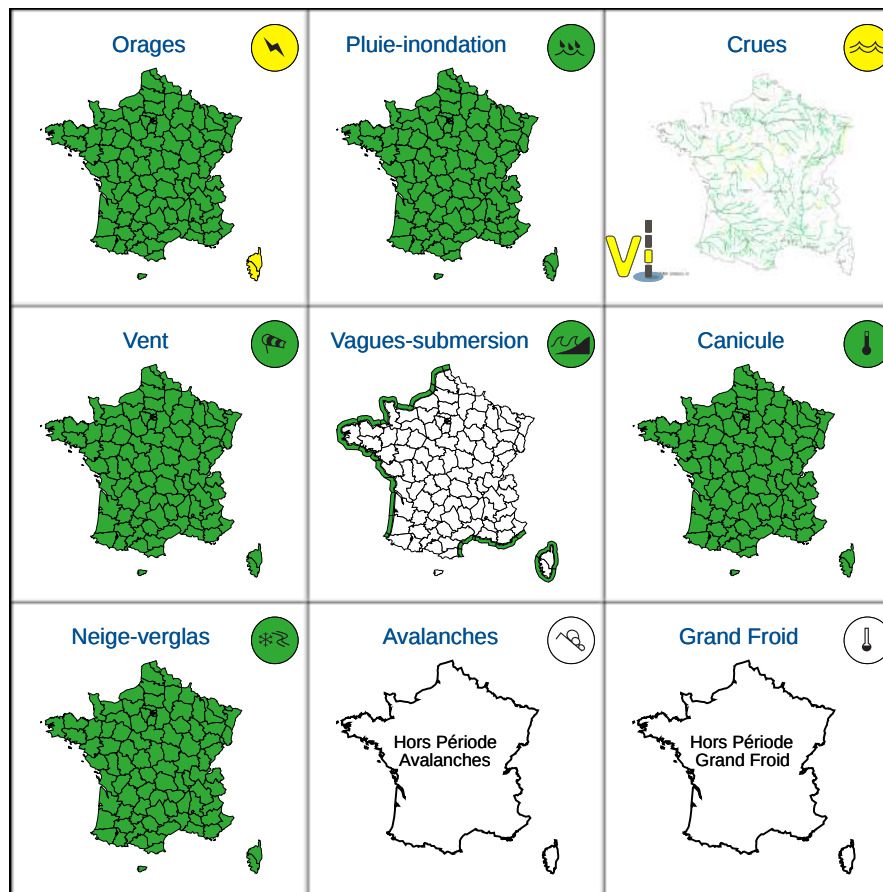 Orages
Pluie-inondation
Crues
Vi
Vent
Vagues-submersion
Canicule
Neige-verglas
Avalanches
Grand Froid
Hors Période
Avalanches
Hors Période
Grand Froid